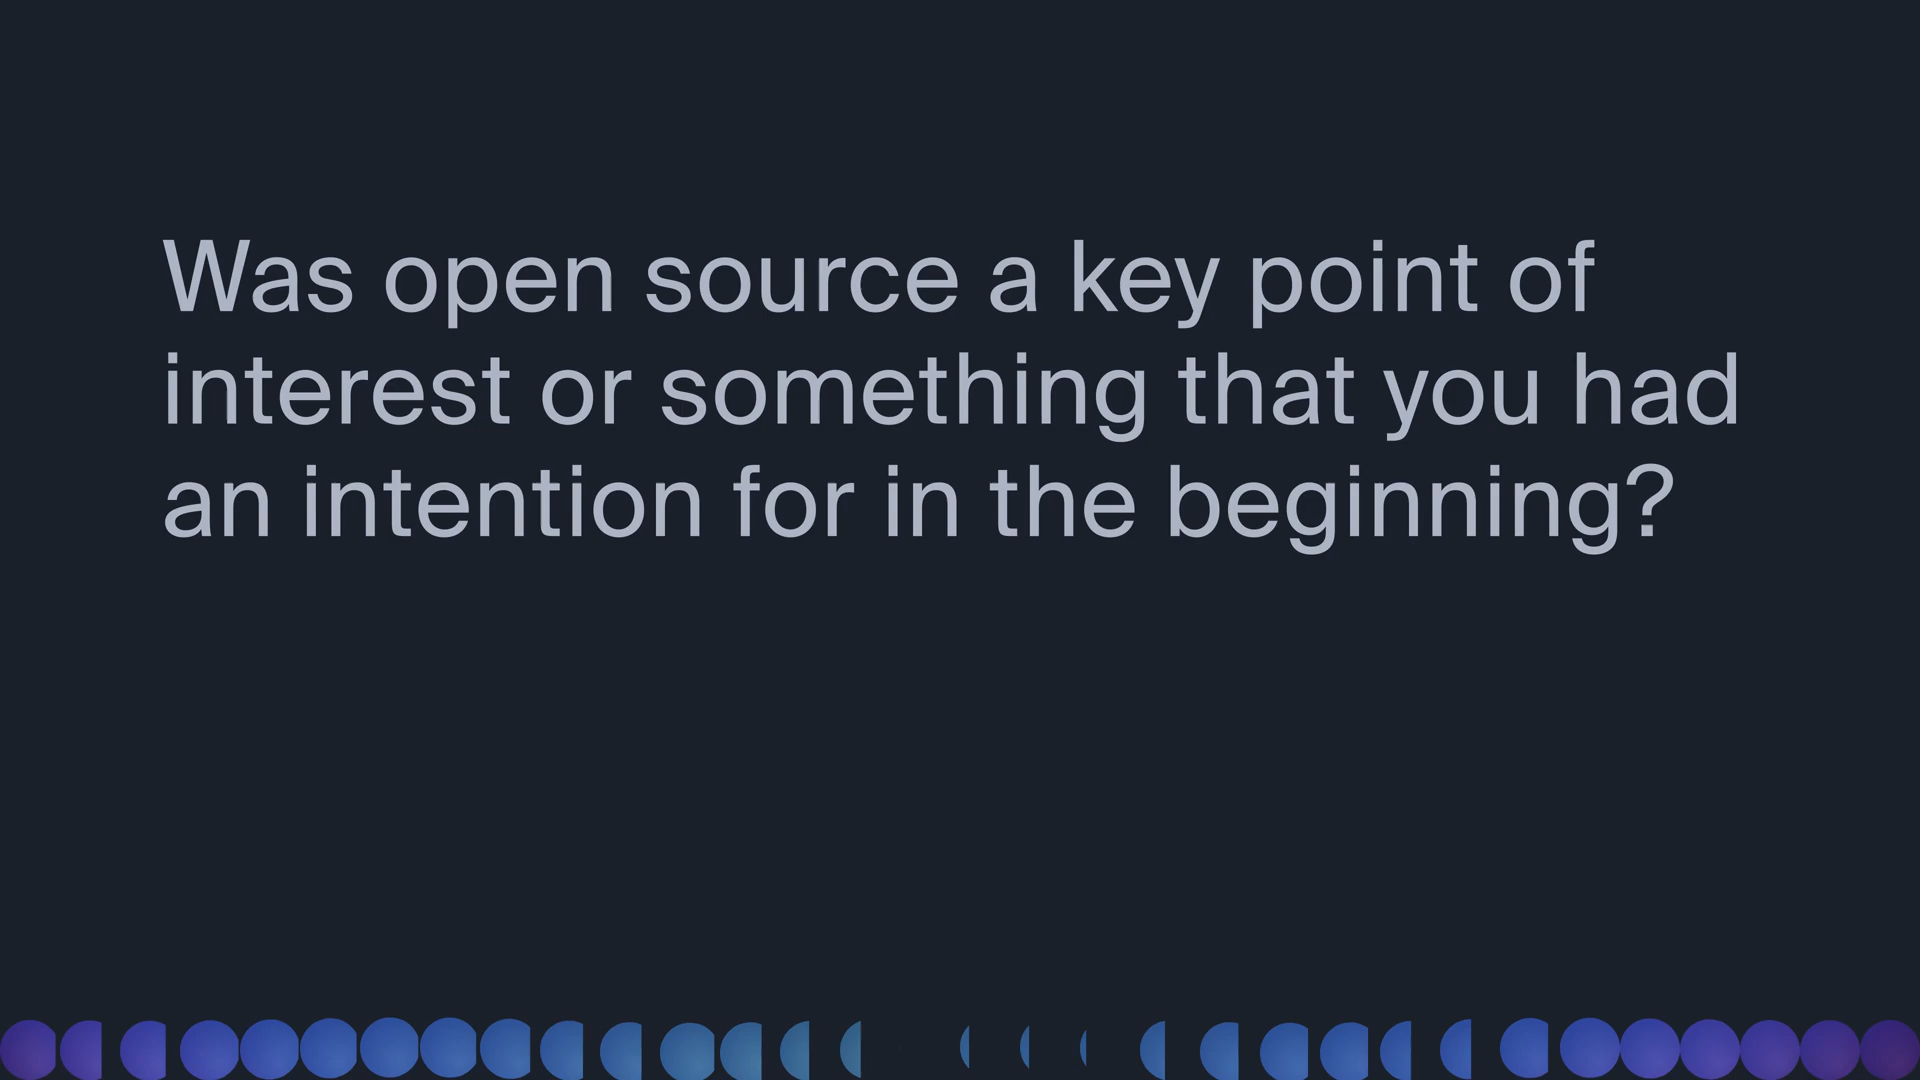 Was open source a key point of
interest or something that you had
an intention for in the beginning?